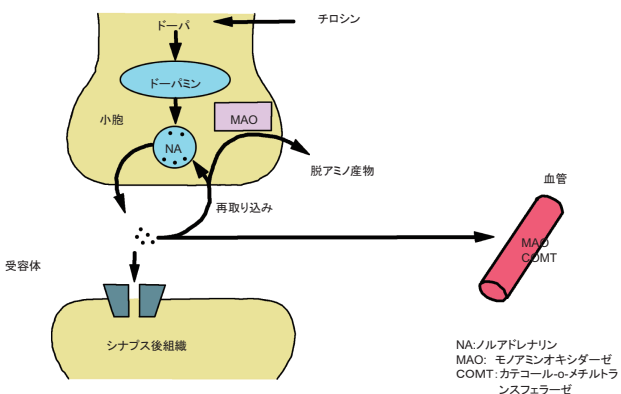 ドーパ
チロシン
ドーパミン
小胞
MAO
NA
脱アミノ産物
血管
再取り込み
MAO
COMT
受容体
シナプス後組織
NA:ノルアドレナリン
MAO: モノアミンオキシダーゼ
COMT:カテコール-o-メチルトラ
ンスフェラーゼ